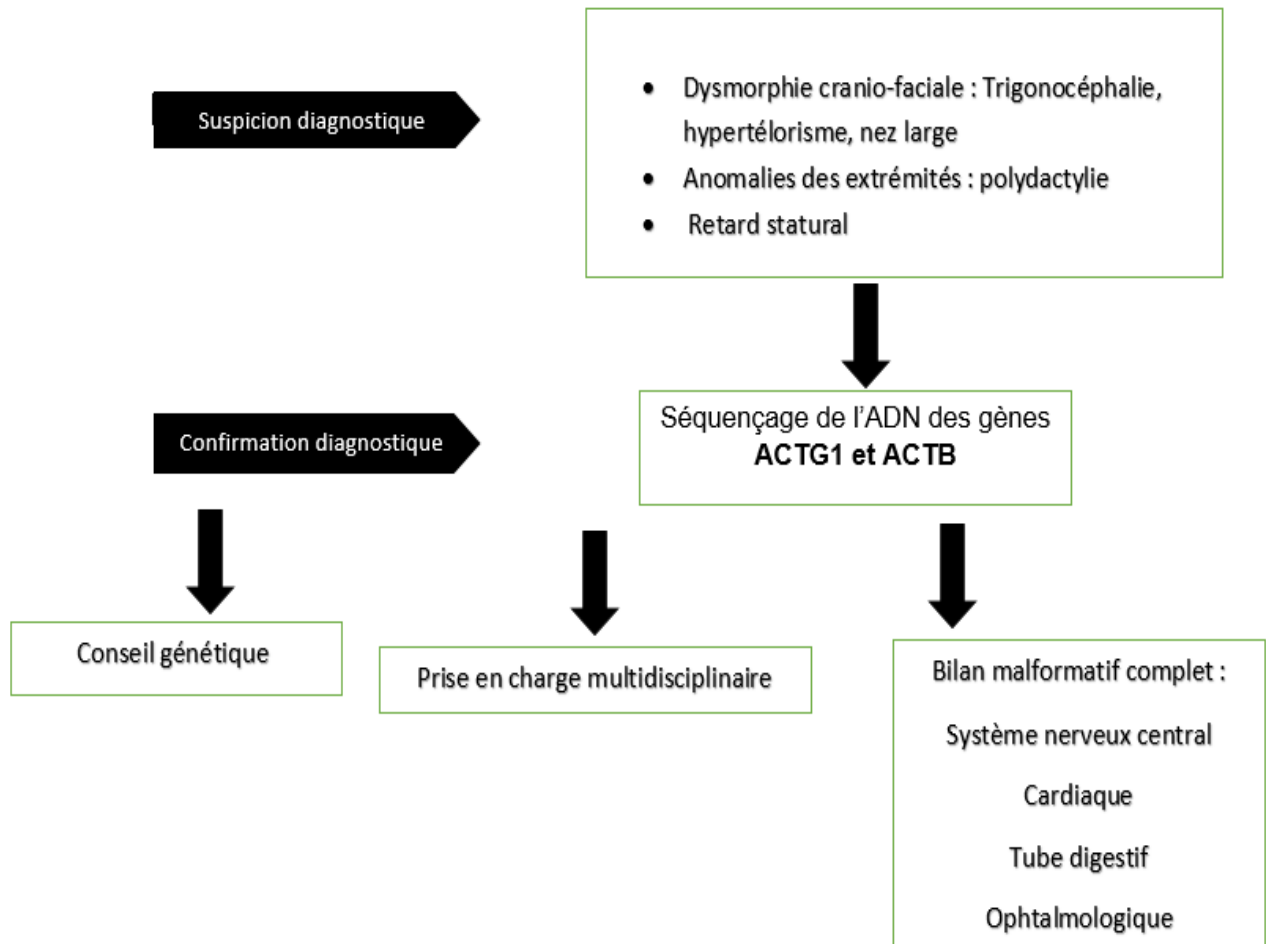 Suspicion diagnostique
• Dysmorphie cranio-faciale : Trigonocéphalie,
hypertélorisme, nez large
• Anomalies des extrémités : polydactylie
• Retard statural
Confirmation diagnostique
Séquençage de l'ADN des gènes
ACTG1 et ACTB
Conseil génétique
Prise en charge multidisciplinaire
Bilan malformatif complet :
Système nerveux central
Cardiaque
Tube digestif
Ophtalmologique